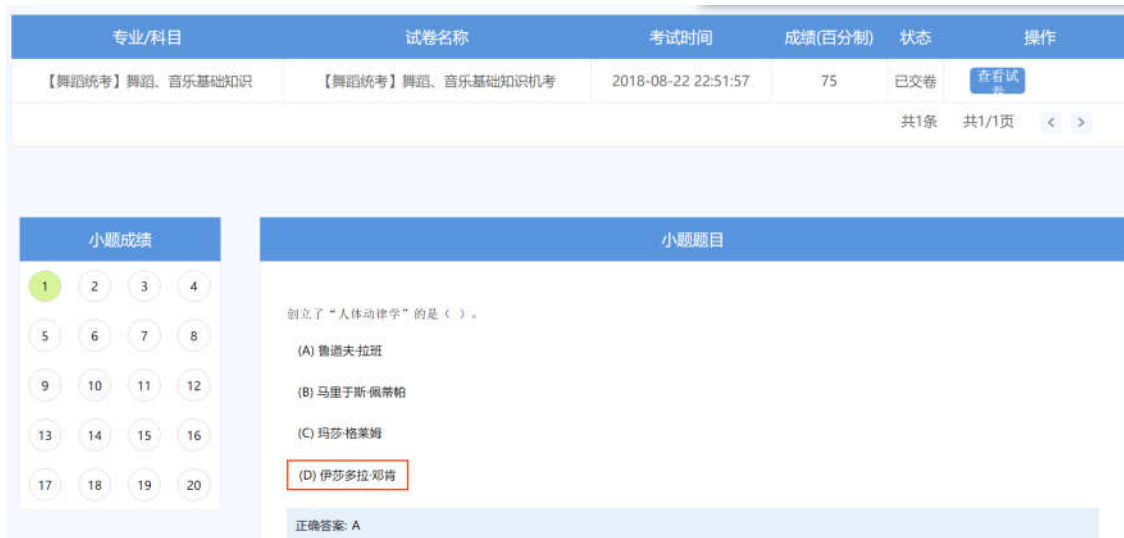 专业/科目 试卷名称 考试时间 成绩(百分制) 状态 操作
【舞蹈统考】舞蹈、音乐基础知识 【舞蹈统考】舞蹈、音乐基础知识机考 2018-08-22 22:51:57 75 已交卷 查看试卷
共1条 共1/1页 < >
小题成绩 小题题目
1 2 3 4
创立了“人体动律学”的是（ ）。
5 6 7 8
(A) 鲁道夫·拉班
9 10 11 12
(B) 马里于斯·佩蒂帕
13 14 15 16
(C) 玛莎·格莱姆
17 18 19 20
(D) 伊莎多拉·邓肯
正确答案: A